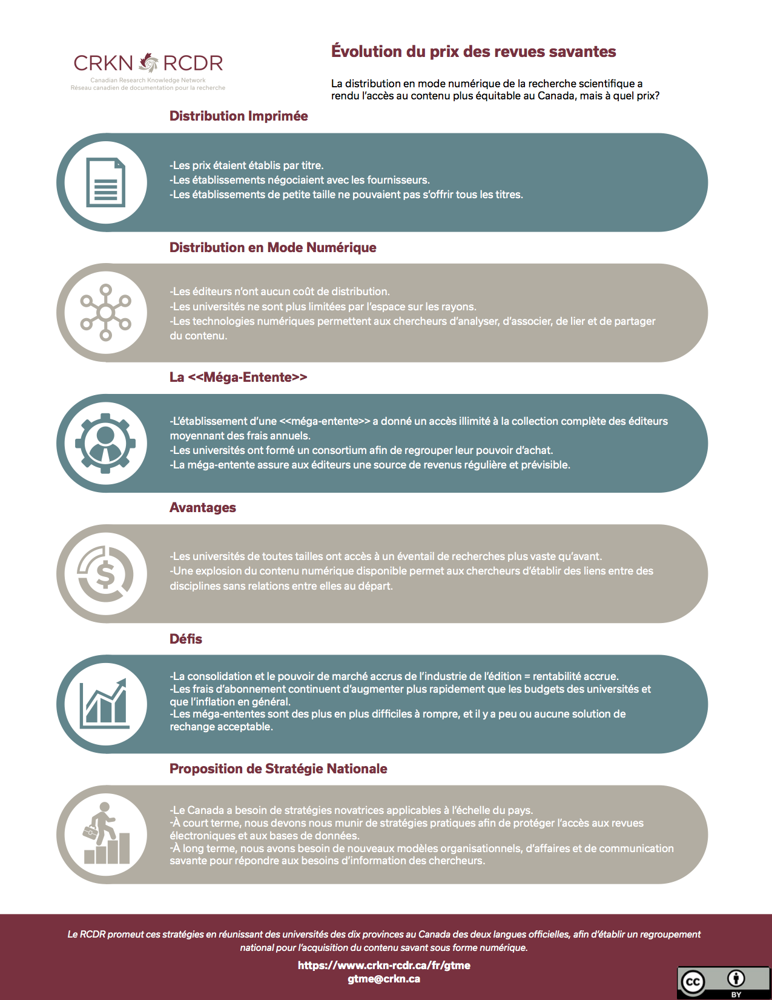 CRKN RCDR
Canadian Research Knowledge Network
Réseau canadien de documentation pour la recherche
Évolution du prix des revues savantes
La distribution en mode numérique de la recherche scientifique a
rendu l’accès au contenu plus équitable au Canada, mais à quel prix?
Distribution Imprimée
-Les prix étaient établis par titre.
-Les établissements négociaient avec les fournisseurs.
-Les établissements de petite taille ne pouvaient pas s’offrir tous les titres.
Distribution en Mode Numérique
-Les éditeurs n’ont aucun coût de distribution.
-Les universités ne sont plus limitées par l’espace sur les rayons.
-Les technologies numériques permettent aux chercheurs d’analyser, d’associer, de lier et de partager
du contenu.
La <<Méga-Entente>>
-L’établissement d’une <<méga-entente>> a donné un accès illimité à la collection complète des éditeurs
moyennant des frais annuels.
-Les universités ont formé un consortium afin de regrouper leur pouvoir d’achat.
-La méga-entente assure aux éditeurs une source de revenus régulière et prévisible.
Avantages
$
-Les universités de toutes tailles ont accès à un éventail de recherches plus vaste qu’avant.
-Une explosion du contenu numérique disponible permet aux chercheurs d’établir des liens entre des
disciplines sans relations entre elles au départ.
Défis
-La consolidation et le pouvoir de marché accrus de l’industrie de l’édition = rentabilité accrue.
-Les frais d’abonnement continuent d’augmenter plus rapidement que les budgets des universités et
que l’inflation en général.
-Les méga-ententes sont des plus en plus difficiles à rompre, et il y a peu ou aucune solution de
rechange acceptable.
Proposition de Stratégie Nationale
-Le Canada a besoin de stratégies novatrices applicables à l’échelle du pays.
-À court terme, nous devons nous munir de stratégies pratiques afin de protéger l’accès aux revues
électroniques et aux bases de données.
-À long terme, nous avons besoin de nouveaux modèles organisationnels, d’affaires et de communication
savante pour répondre aux besoins d’information des chercheurs.
Le RCDR promeut ces stratégies en réunissant des universités des dix provinces au Canada des deux langues officielles, afin d’établir un regroupement
national pour l’acquisition du contenu savant sous forme numérique.
https://www.crkn-rcdr.ca/fr/gtme
gtme@crkn.ca
cc
BY